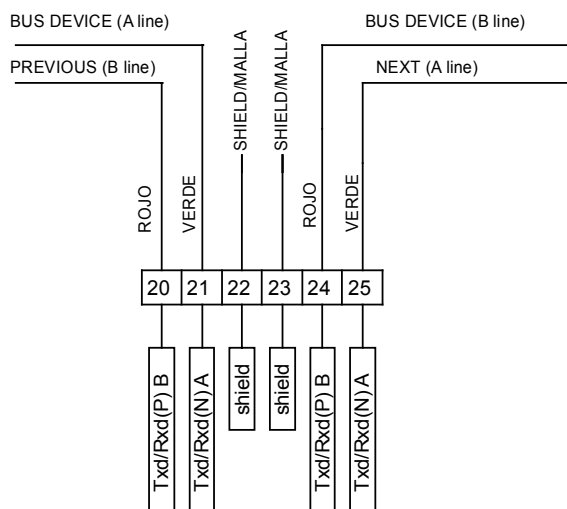 BUS DEVICE (A line)
BUS DEVICE (B line)
PREVIOUS (B line)
NEXT (A line)
ROJO
VERDE
SHIELD/MALLA
SHIELD/MALLA
ROJO
VERDE
20 21 22 23 24 25
Txd/Rxd(P) B
Txd/Rxd(N) A
shield
shield
Txd/Rxd(P) B
Txd/Rxd(N) A